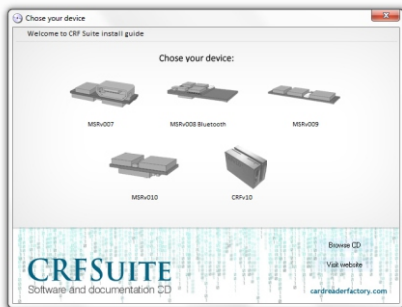 Chose your device
Welcome to CRF Suite install guide
Chose your device:
MSRv007
MSRv008 Bluetooth
MSRv009
MSRv010
CRFv10
Browse CD
CRFSUITE
Visit website
Software and documentation CD
cardreaderfactory.com